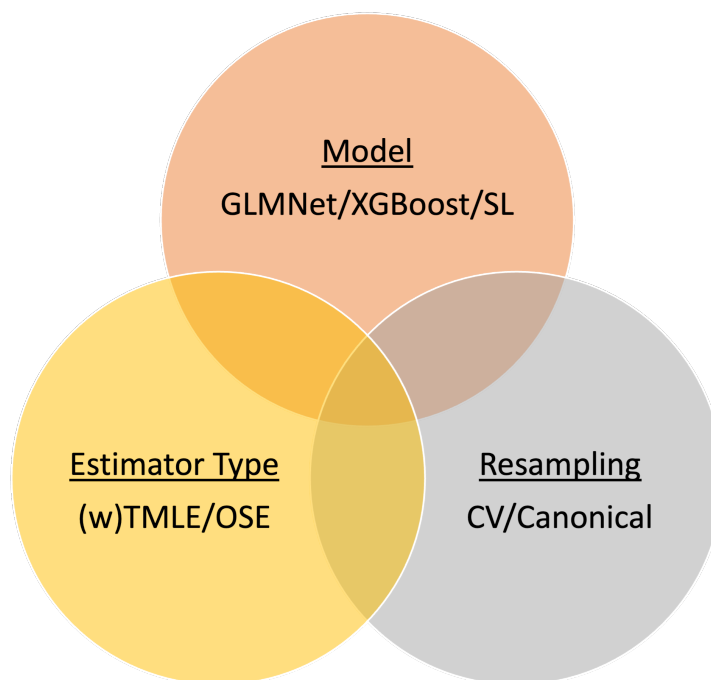 Model
GLMNet/XGBoost/SL
Estimator Type
(w)TMLE/OSE
Resampling
CV/Canonical